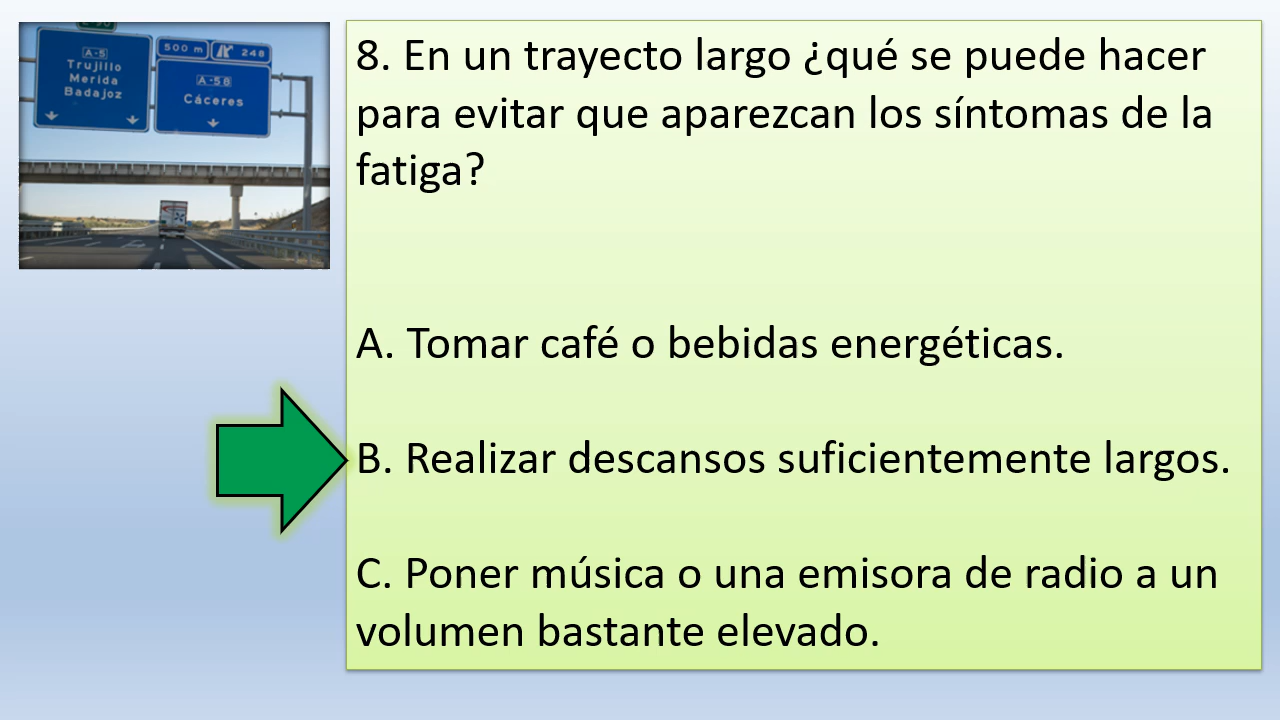 A-5
Trujillo
Merida
Badajoz
500 m
248
A-58
Cáceres
8. En un trayecto largo ¿qué se puede hacer
para evitar que aparezcan los síntomas de la
fatiga?
A. Tomar café o bebidas energéticas.
B. Realizar descansos suficientemente largos.
C. Poner música o una emisora de radio a un
volumen bastante elevado.